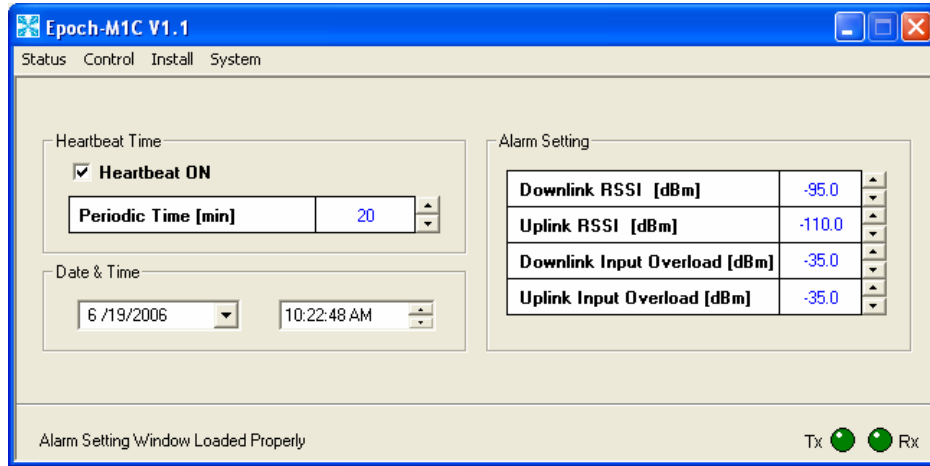 Epoch-M1C V1.1
Status Control Install System
Heartbeat Time
Heartbeat ON
Periodic Time [min] 20
Date & Time
6 /19/2006 10:22:48 AM
Alarm Setting
Downlink RSSI [dBm] -95.0
Uplink RSSI [dBm] -110.0
Downlink Input Overload [dBm] -35.0
Uplink Input Overload [dBm] -35.0
Alarm Setting Window Loaded Properly
Tx Rx